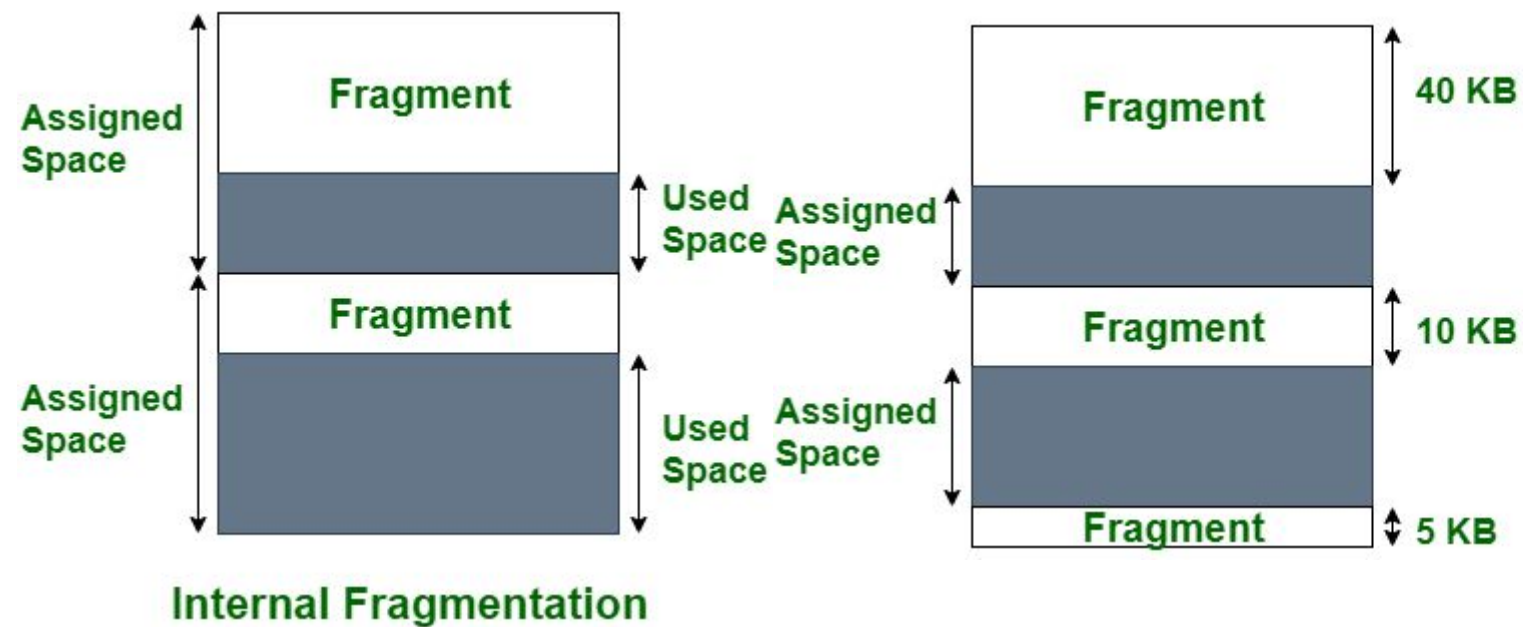 Fragment
Assigned
Space
Used
Space
Fragment
Assigned
Space
Used
Space
Internal Fragmentation
Fragment
40 KB
Assigned
Space
Fragment
10 KB
Assigned
Space
Fragment
5 KB